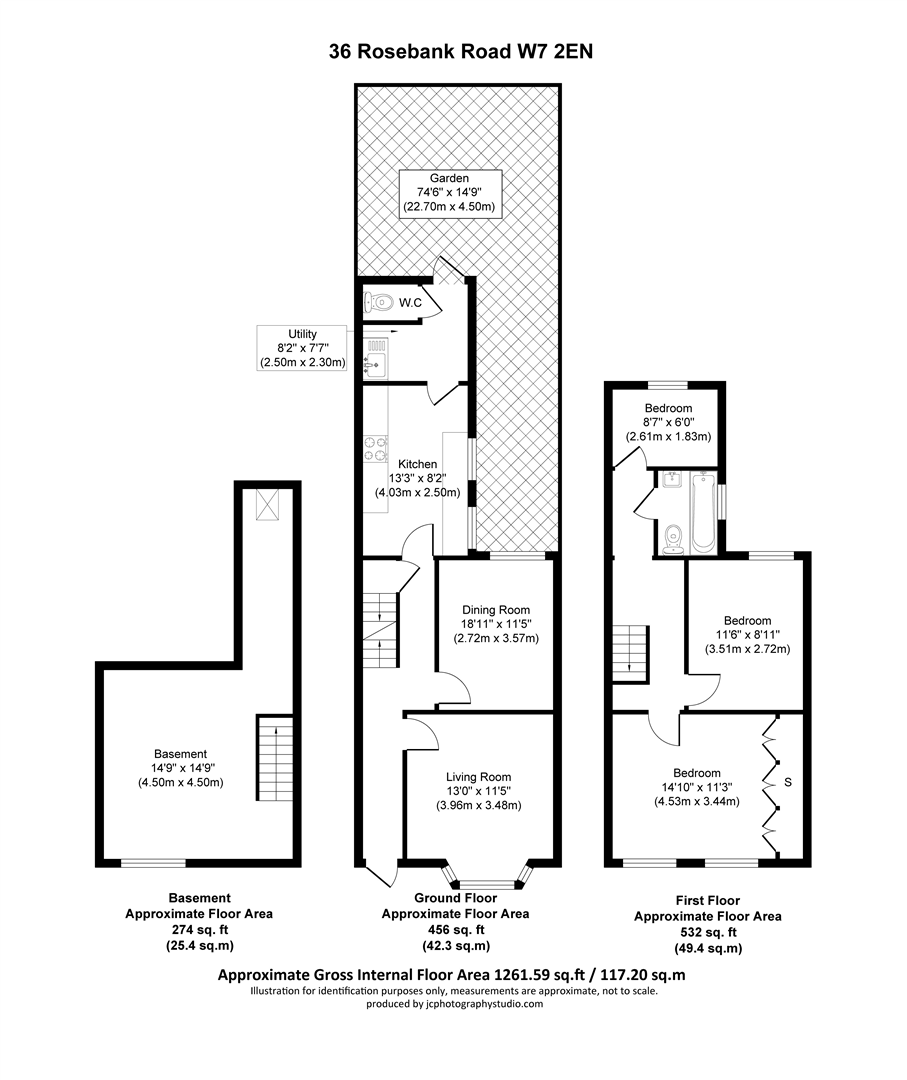 36 Rosebank Road W7 2EN
Garden
74'6" x 14'9"
(22.70m x 4.50m)
W.C
Utility
8'2" x 7'7"
(2.50m x 2.30m)
Kitchen
13'3" x 8'2"
(4.03m x 2.50m)
Dining Room
18'11" x 11'5"
(2.72m x 3.57m)
Living Room
13'0" x 11'5"
(3.96m x 3.48m)
Bedroom
8'7" x 6'0"
(2.61m x 1.83m)
Bedroom
11'6" x 8'11"
(3.51m x 2.72m)
Bedroom
14'10" x 11'3"
(4.53m x 3.44m)
S
Basement
14'9" x 14'9"
(4.50m x 4.50m)
Basement
Approximate Floor Area
274 sq. ft
(25.4 sq.m)
Ground Floor
Approximate Floor Area
456 sq. ft
(42.3 sq.m)
First Floor
Approximate Floor Area
532 sq. ft
(49.4 sq.m)
Approximate Gross Internal Floor Area 1261.59 sq.ft / 117.20 sq.m
Illustration for identification purposes only, measurements are approximate, not to scale.
produced by jcphotographystudio.com